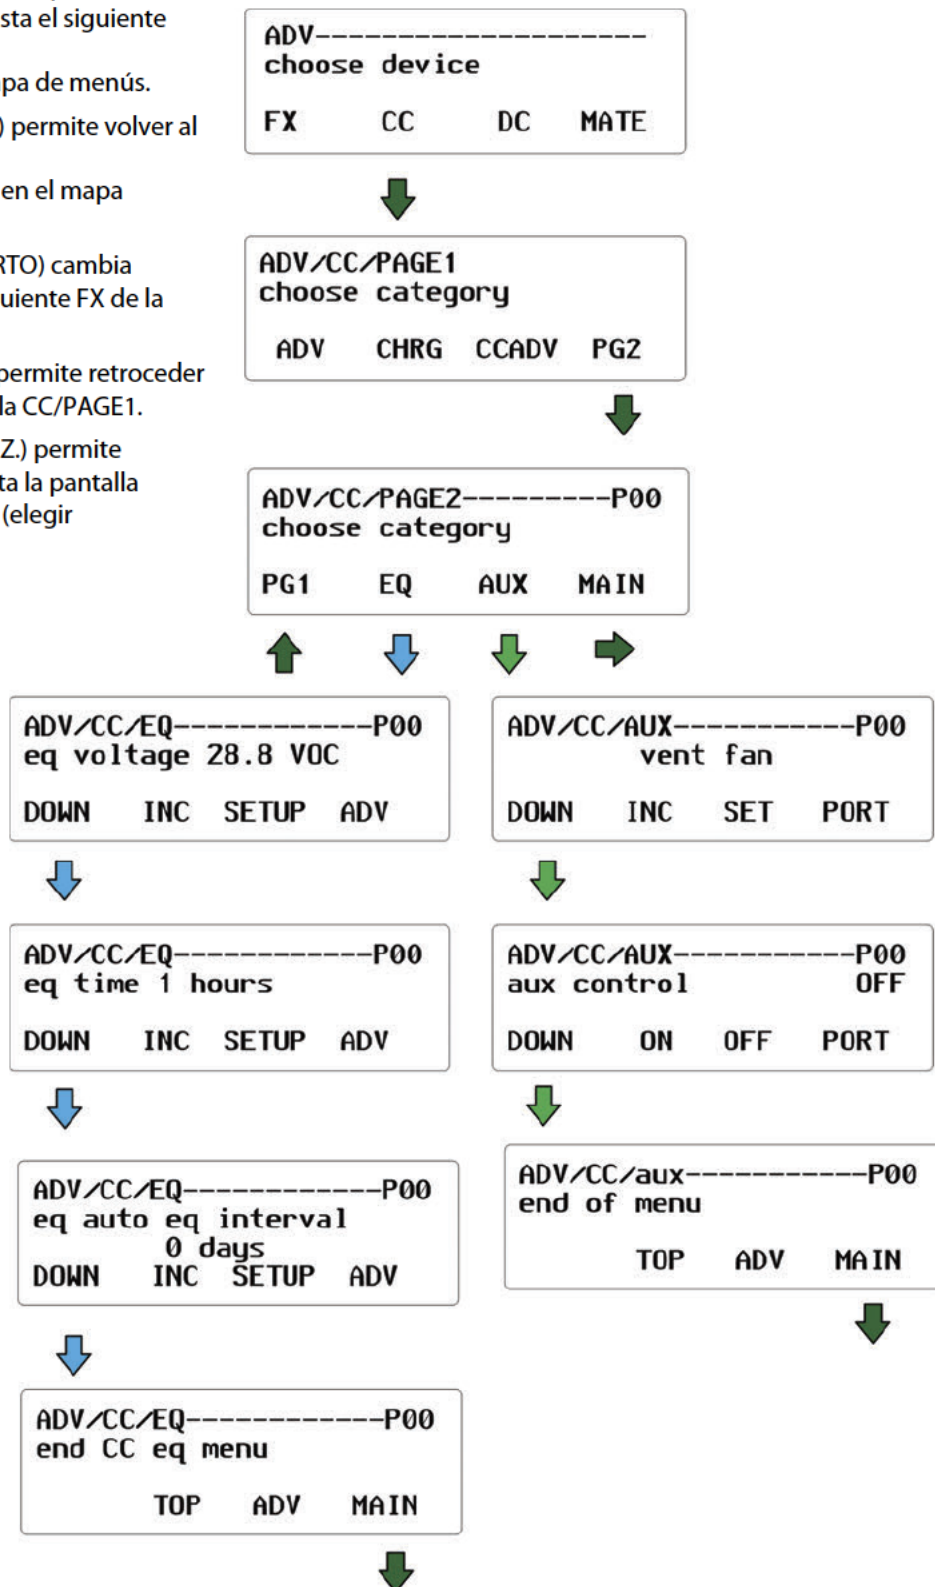 sta el siguiente
pa de menús.
) permite volver al
en el mapa
RTO) cambia
uiente FX de la
permite retroceder
la CC/PAGE1.
Z.) permite
ta la pantalla
(elegir
ADV--------------------
choose device
FX CC DC MATE
ADV/CC/PAGE1
choose category
ADV CHRG CCADV PG2
ADV/CC/PAGE2---------P00
choose category
PG1 EQ AUX MAIN
ADV/CC/EQ------------P00
eq voltage 28.8 VOC
DOWN INC SETUP ADV
ADV/CC/EQ------------P00
eq time 1 hours
DOWN INC SETUP ADV
ADV/CC/EQ------------P00
eq auto eq interval
0 days
DOWN INC SETUP ADV
ADV/CC/EQ------------P00
end CC eq menu
TOP ADV MAIN
ADV/CC/AUX-----------P00
vent fan
DOWN INC SET PORT
ADV/CC/AUX-----------P00
aux control OFF
DOWN ON OFF PORT
ADV/CC/aux-----------P00
end of menu
TOP ADV MAIN